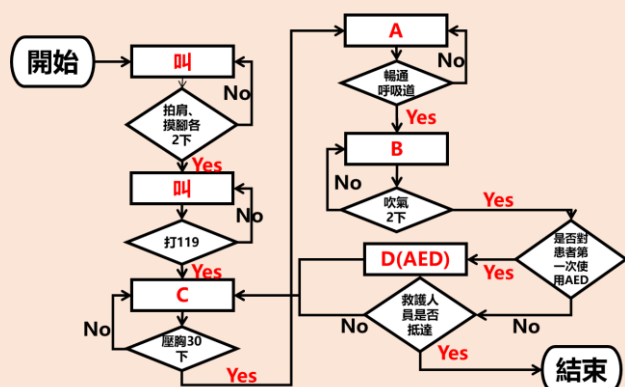 開始
叫
No
拍肩、
摸腳各
2下
Yes
叫
No
打119
Yes
C
No
壓胸30
下
Yes
A
No
暢通
呼吸道
Yes
B
No
吹氣
2下
Yes
是否對
患者第
一次使
用AED
Yes
No
D(AED)
救護人
員是否
抵達
No
Yes
結束